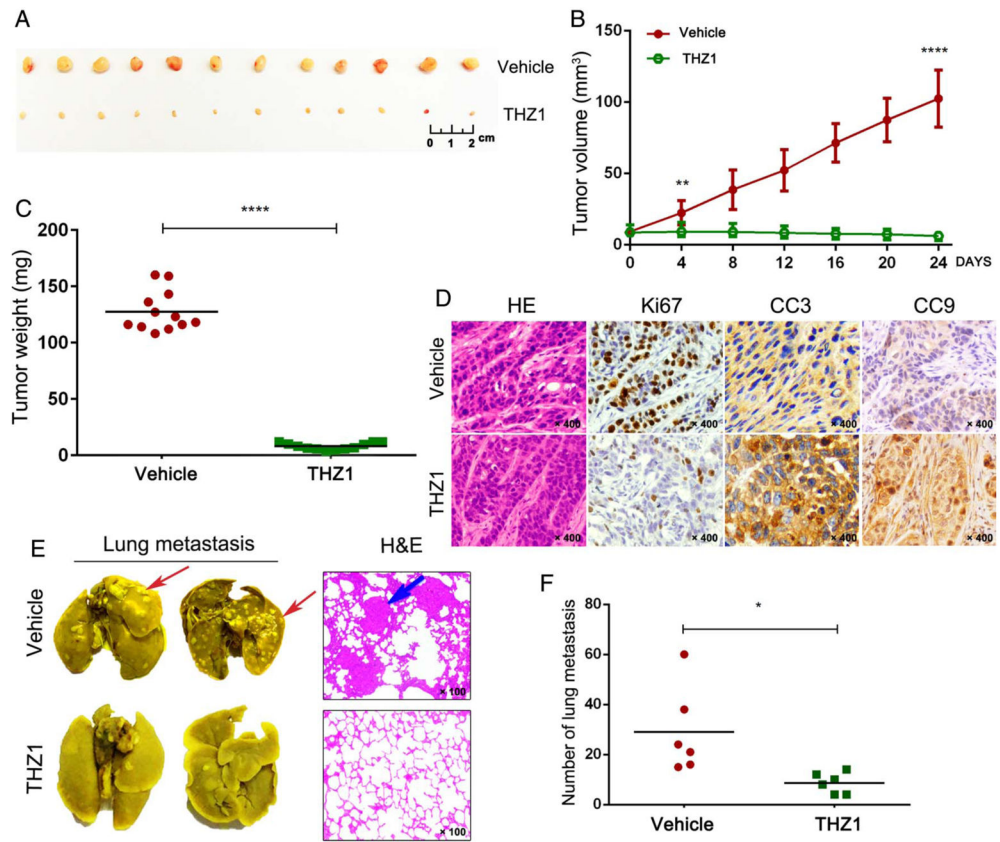 A
Vehicle
THZ1
0 1 2 cm
B
Vehicle
THZ1
Tumor volume (mm³)
150
100
50
0
**
****
0 4 8 12 16 20 24 DAYS
C
****
Tumor weight (mg)
200
150
100
50
0
Vehicle THZ1
D
HE Ki67 CC3 CC9
Vehicle
× 400 × 400 × 400 × 400
THZ1
× 400 × 400 × 400 × 400
E
Lung metastasis H&E
Vehicle
× 100
THZ1
× 100
F
*
Number of lung metastasis
80
60
40
20
0
Vehicle THZ1